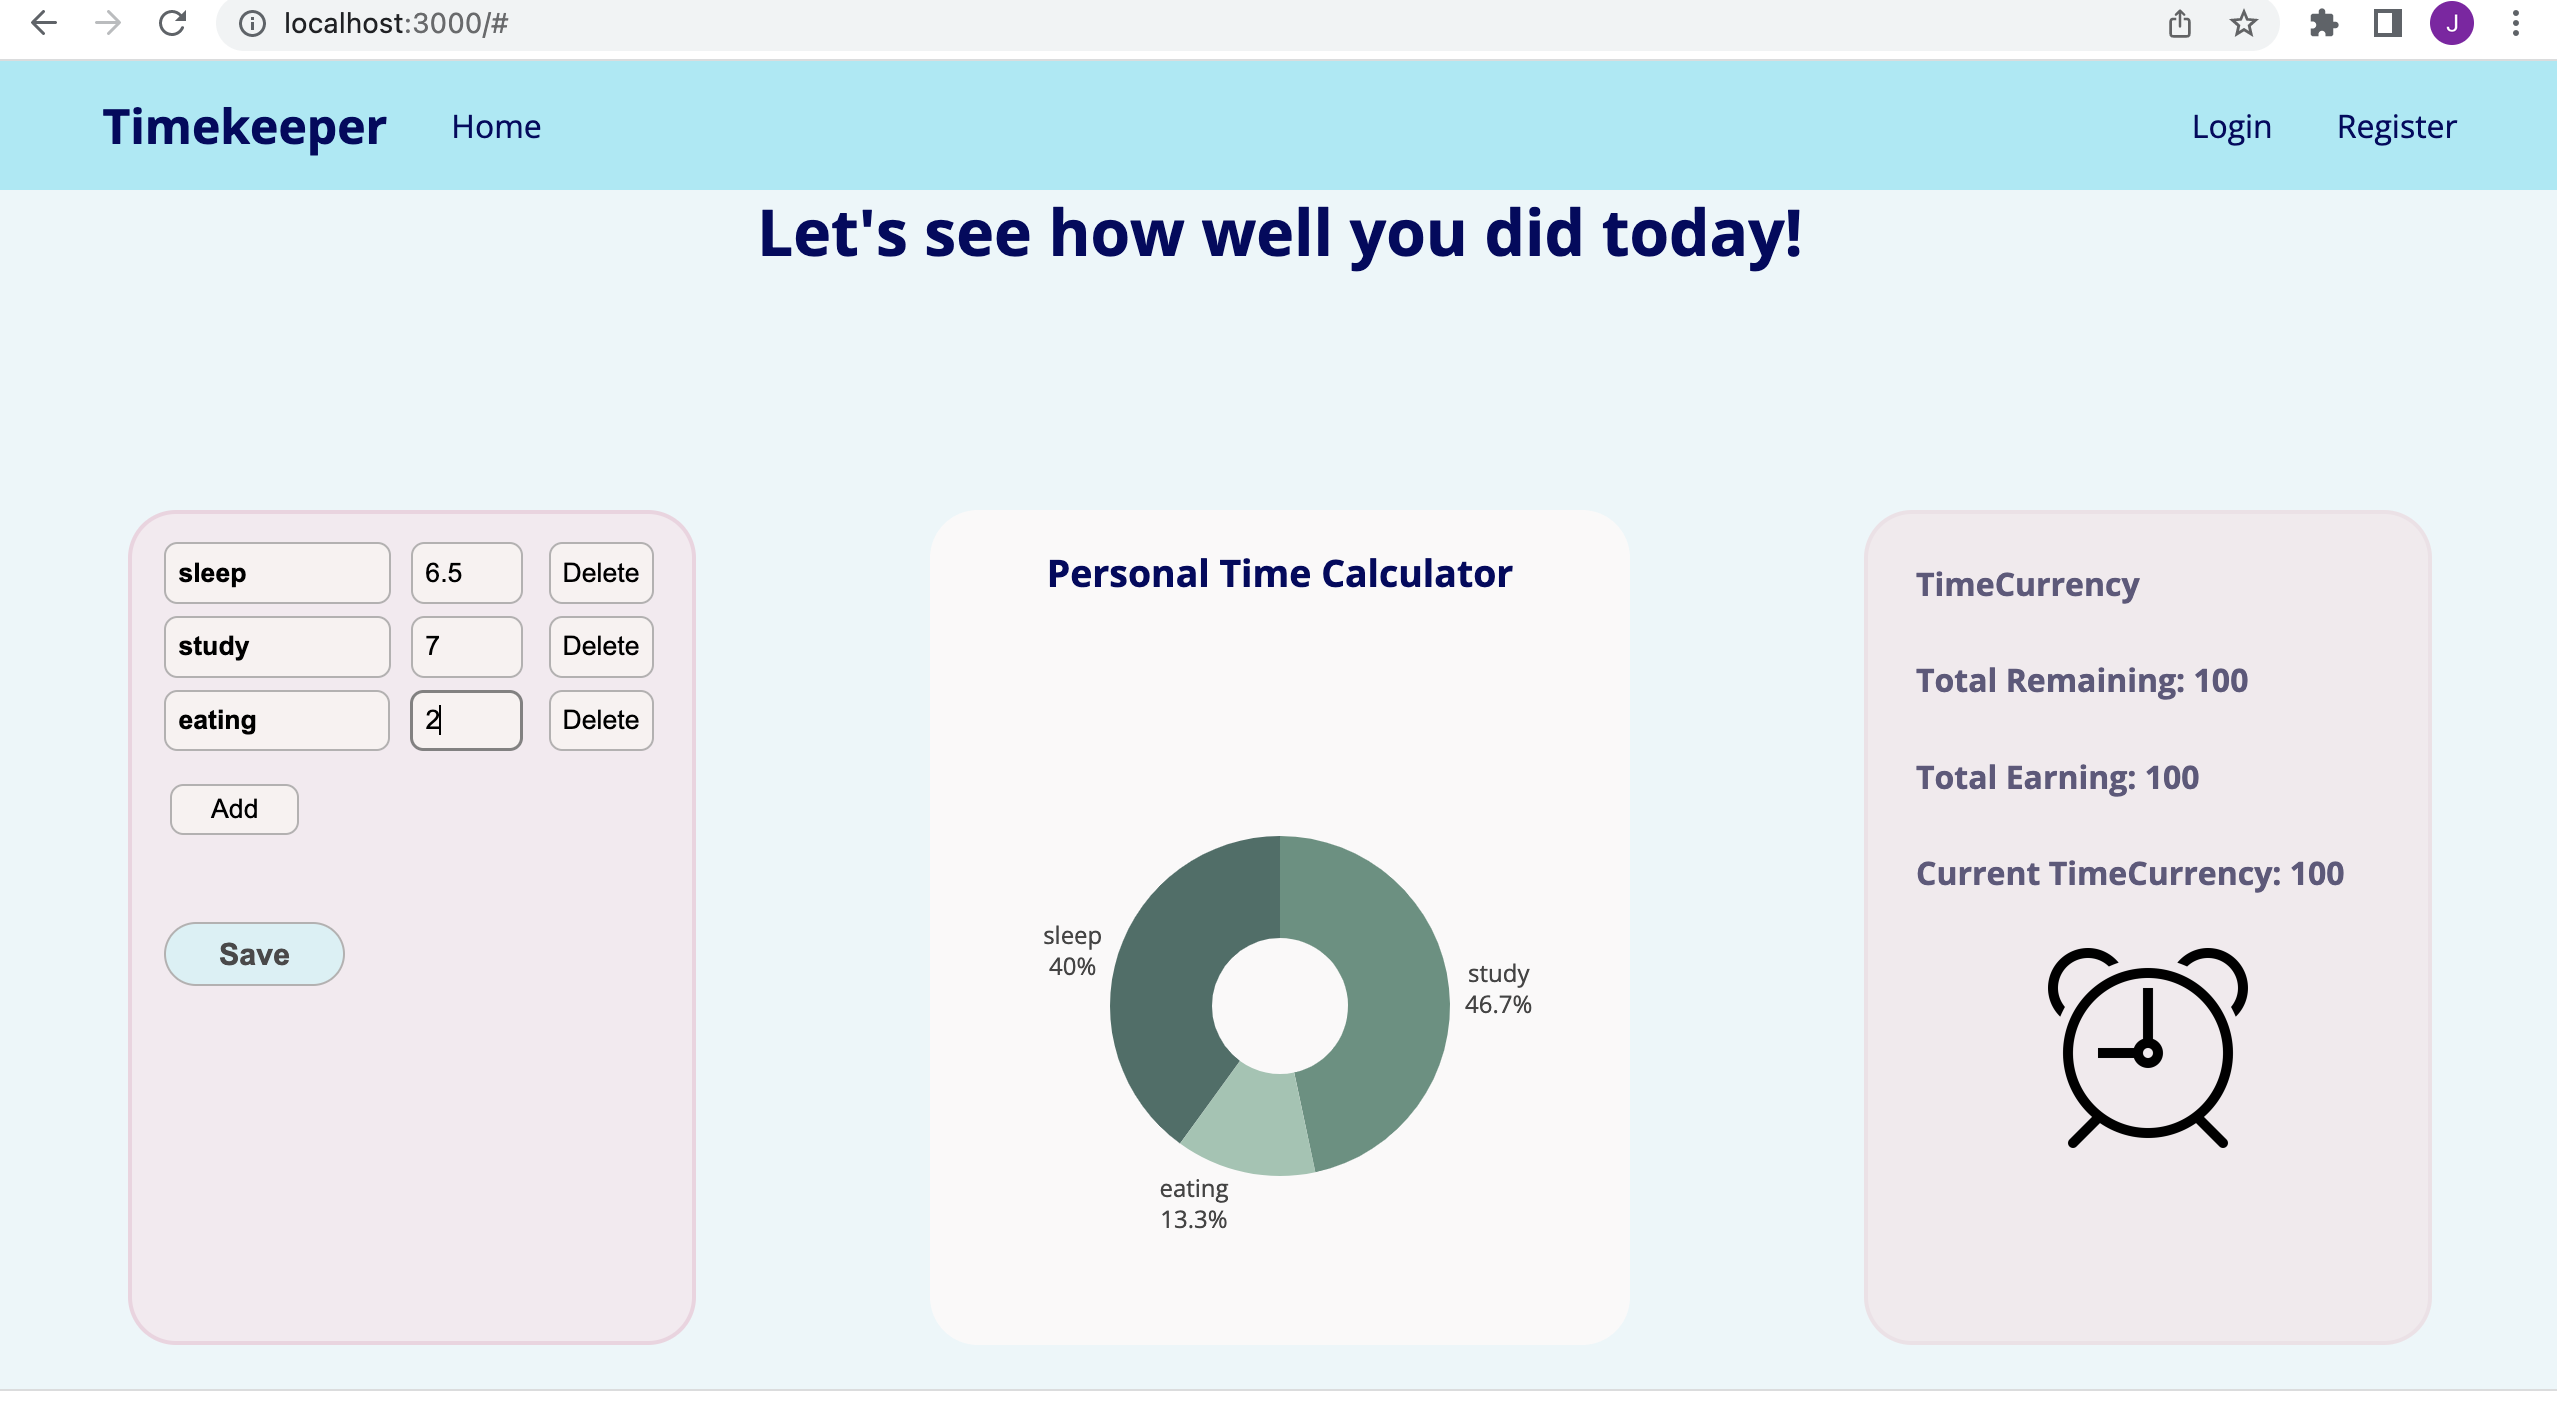 localhost:3000/#
J
Timekeeper Home Login Register
Let's see how well you did today!
sleep 6.5 Delete
study 7 Delete
eating 2 Delete
Add
Save
Personal Time Calculator
sleep
40%
study
46.7%
eating
13.3%
TimeCurrency
Total Remaining: 100
Total Earning: 100
Current TimeCurrency: 100